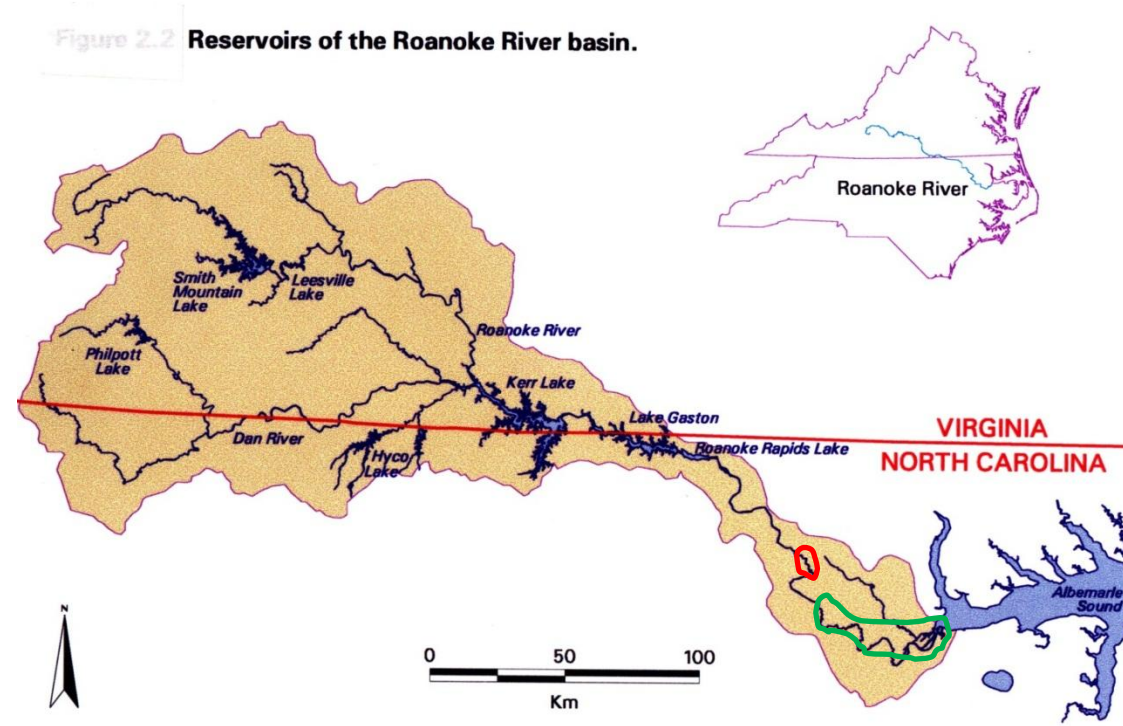 Figure 2.2 Reservoirs of the Roanoke River basin.
Roanoke River
Smith
Mountain
Lake
Leesville
Lake
Roanoke River
Philpott
Lake
Kerr Lake
Lake Gaston
VIRGINIA
Dan River
Hyco
Lake
Roanoke Rapids Lake
NORTH CAROLINA
Albemarle
Sound
N
0 50 100
Km